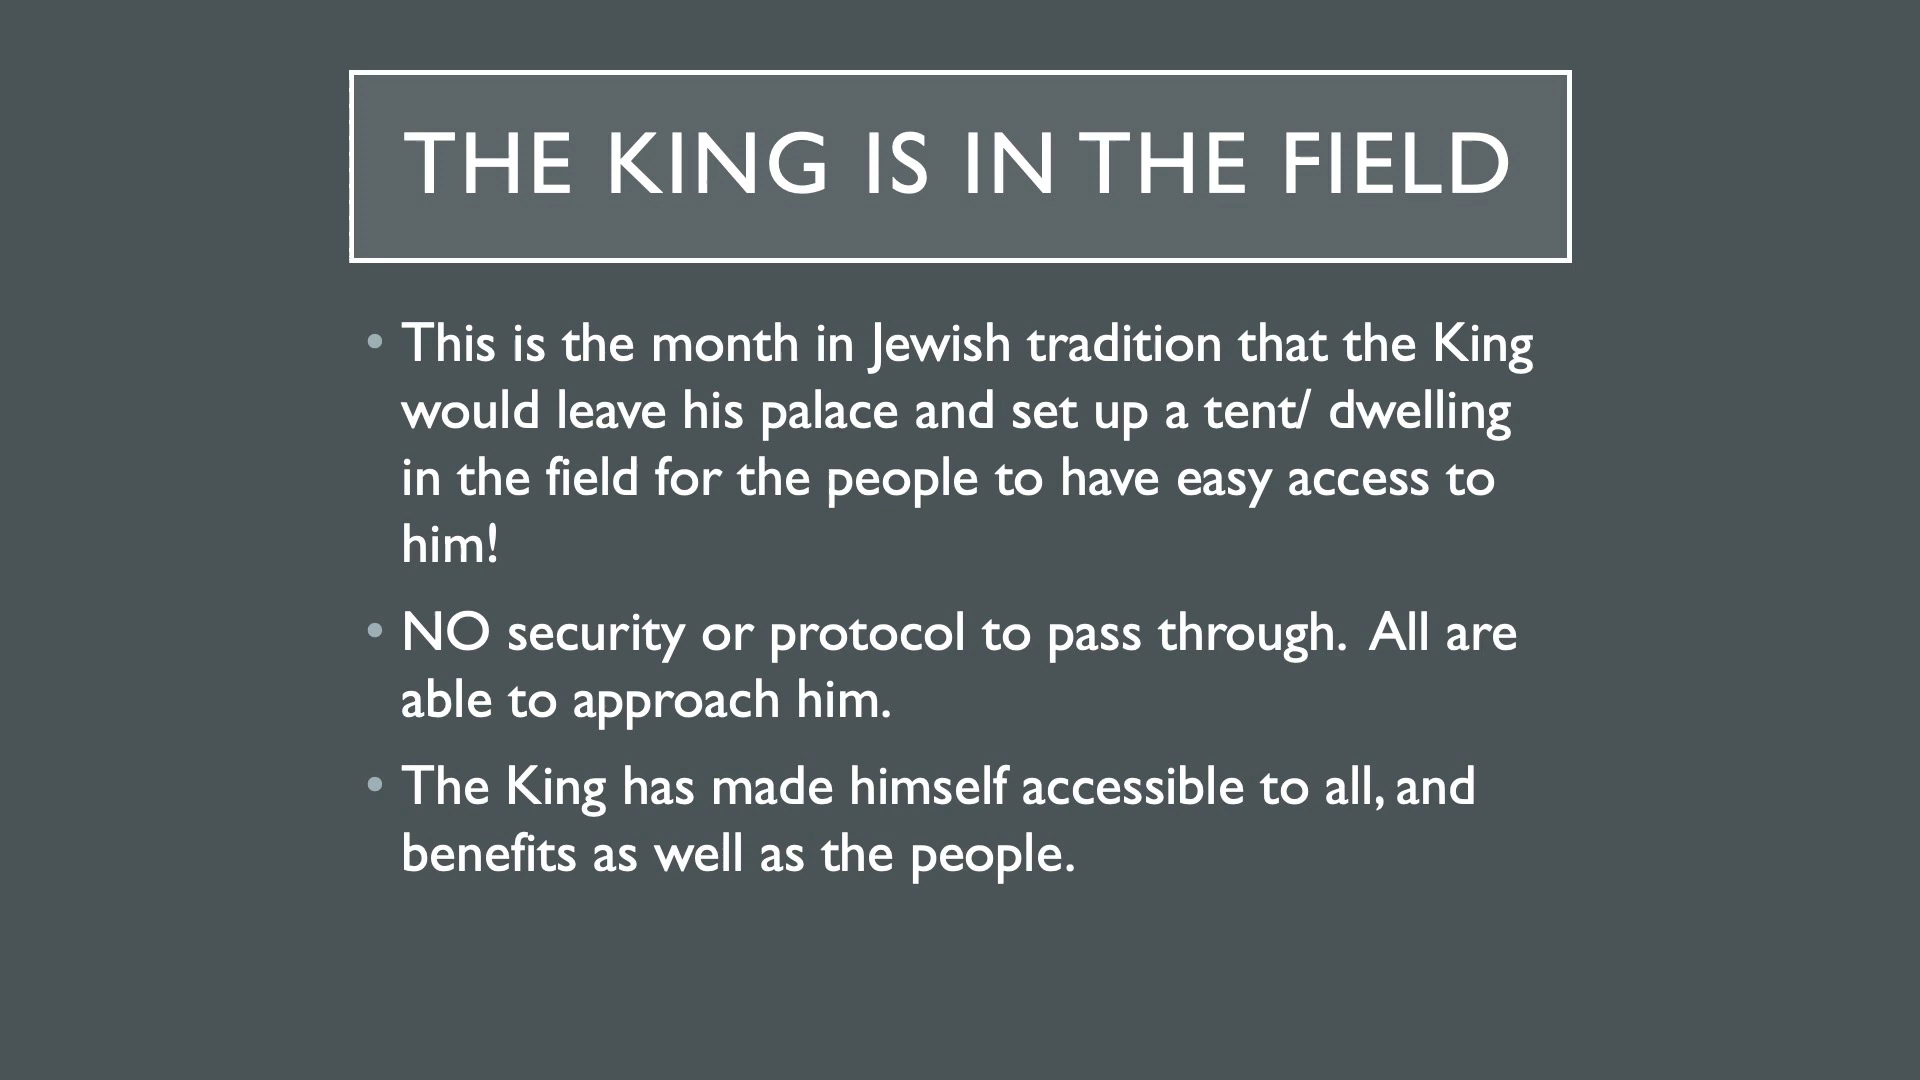 THE KING IS IN THE FIELD
• This is the month in Jewish tradition that the King
would leave his palace and set up a tent/ dwelling
in the field for the people to have easy access to
him!
• NO security or protocol to pass through.  All are
able to approach him.
• The King has made himself accessible to all, and
benefits as well as the people.